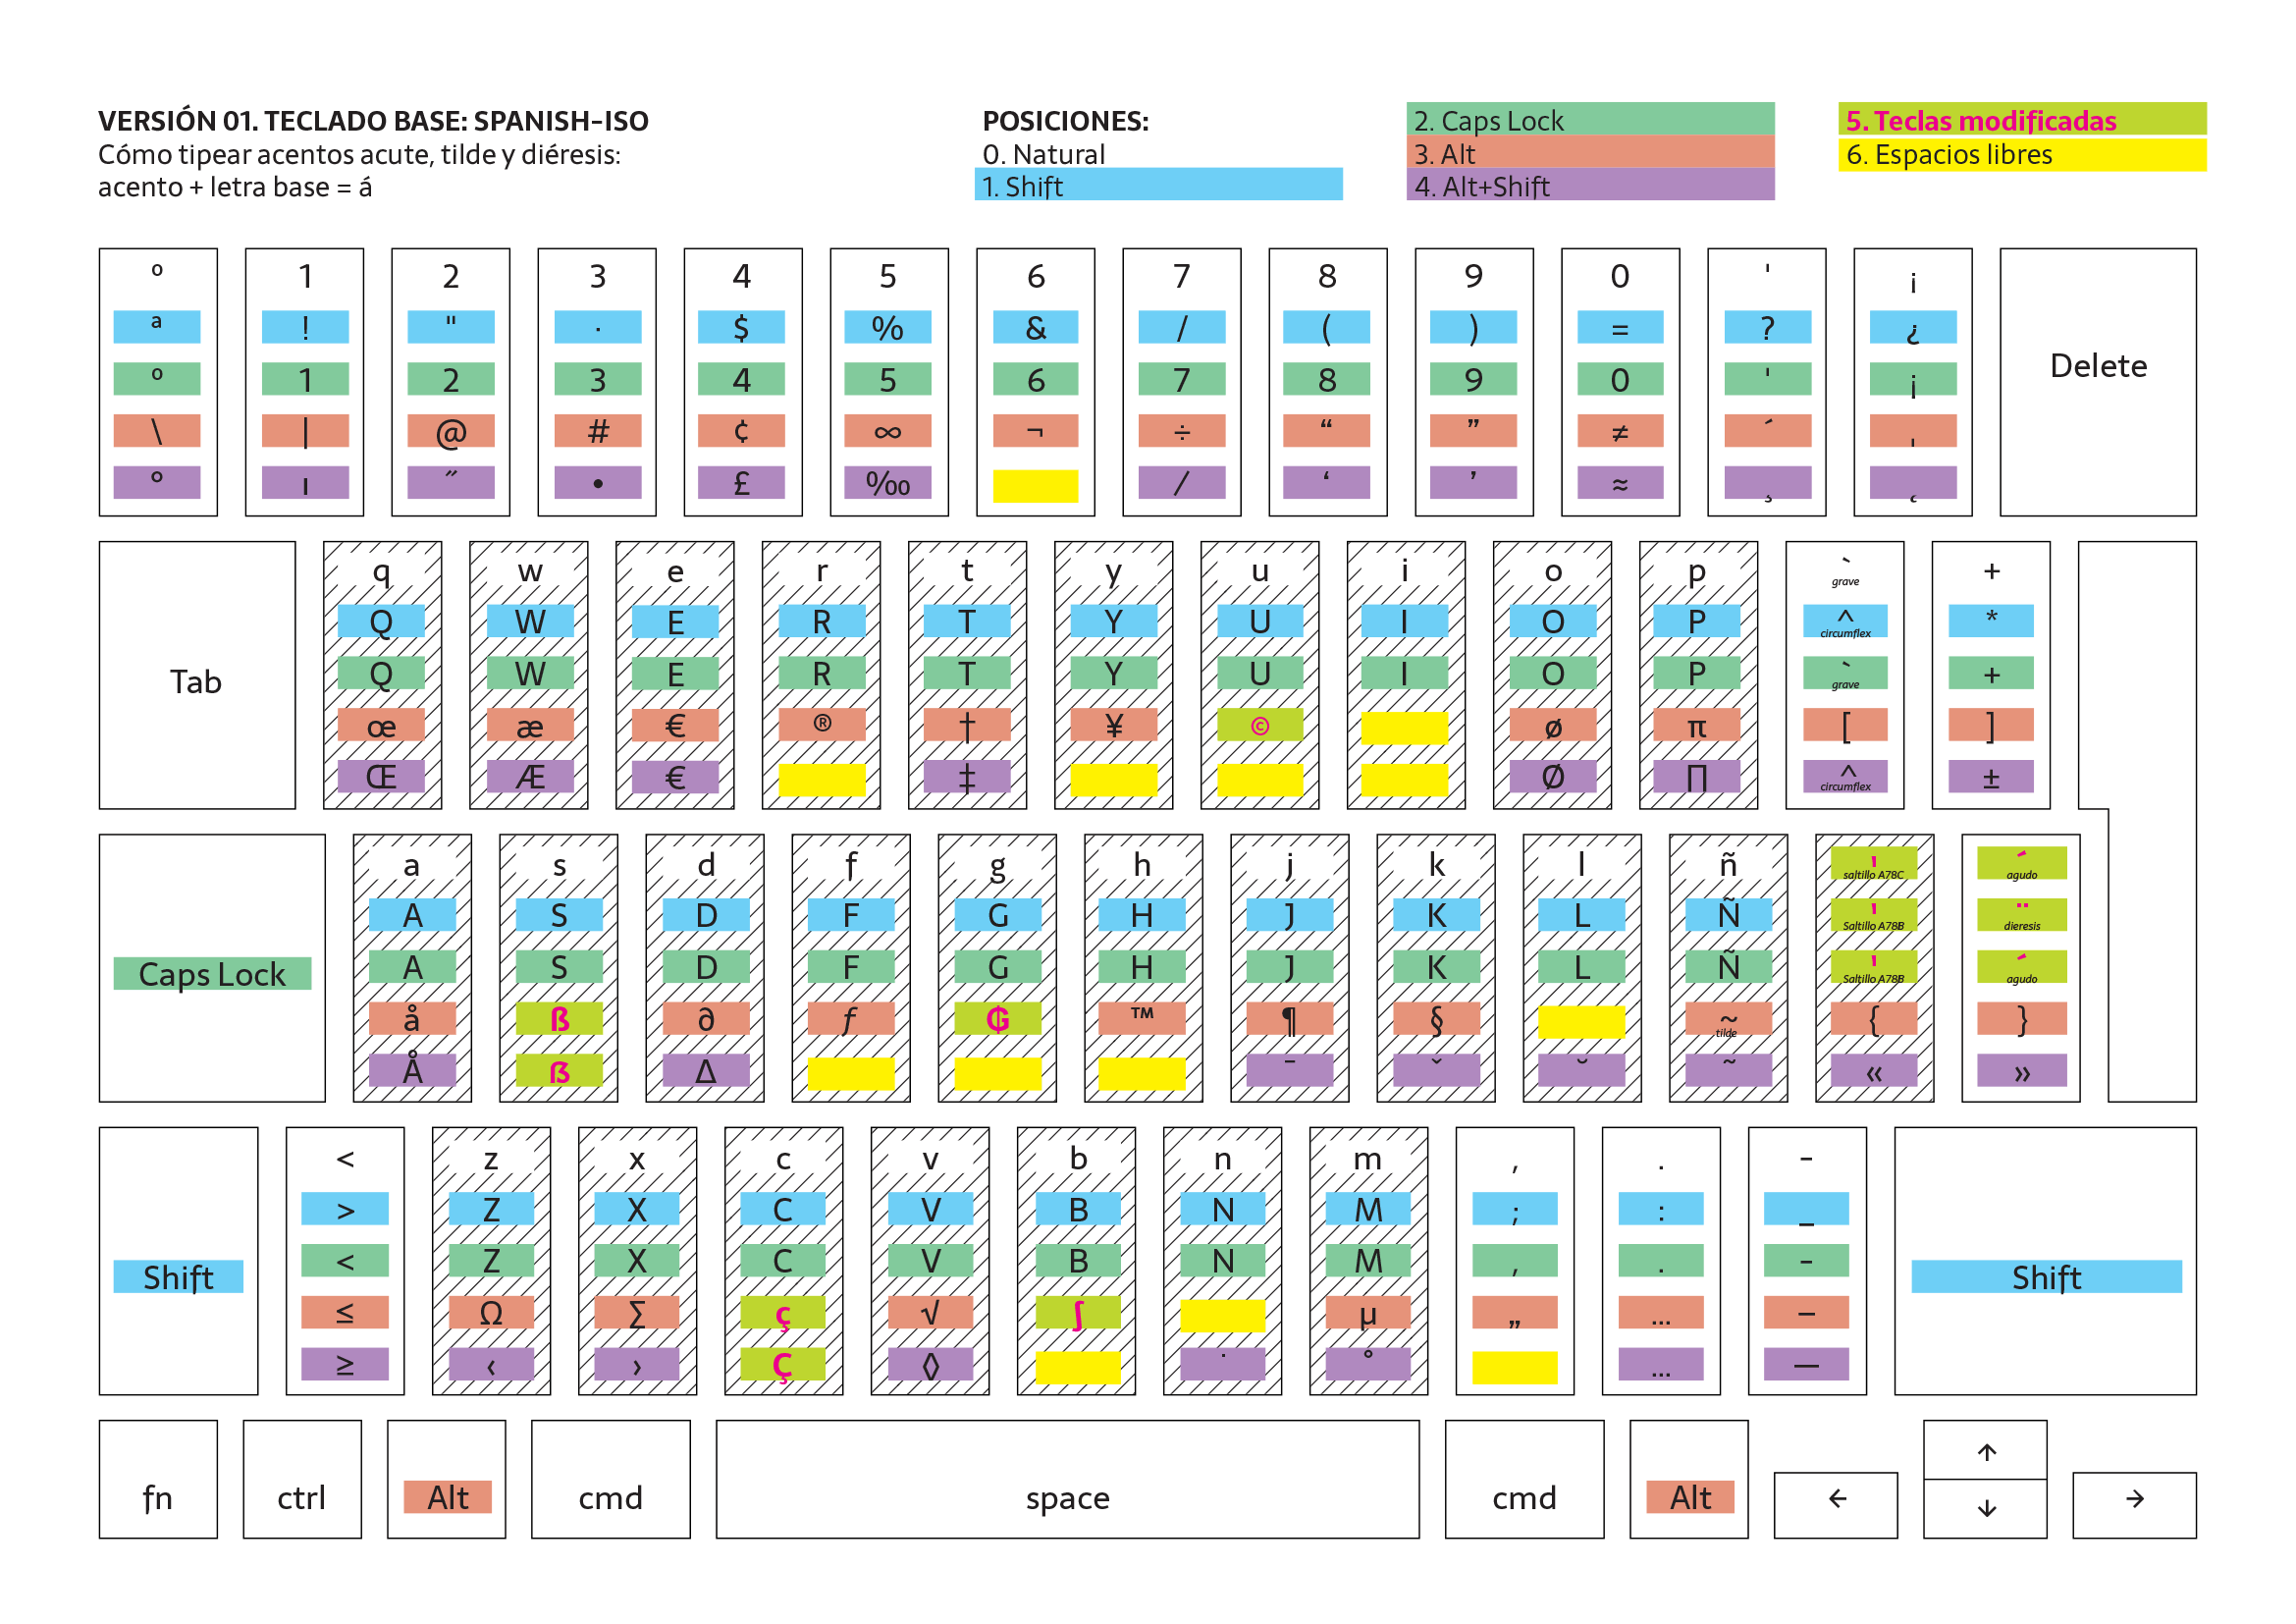 VERSIÓN 01. TECLADO BASE: SPANISH-ISO
Cómo tipear acentos acute, tilde y diéresis:
acento + letra base = á
POSICIONES:
0. Natural
1. Shift
2. Caps Lock
3. Alt
4. Alt+Shift
5. Teclas modificadas
6. Espacios libres
º 1 2 3 4 5 6 7 8 9 0 ' ¡
ª ! " · $ % & / ( ) = ? ¿
º 1 2 3 4 5 6 7 8 9 0 ' ¡
Delete
\ | @ # ¢ ∞ ¬ ÷ “ ” ≠ ´ ˌ
° ı ˝ • £ ‰ ⁄ ‘ ’ ≈ ¸ ˛
q w e r t y u i o p ` +
grave
Q W E R T Y U I O P ^ *
circumflex
Tab
Q W E R T Y U I O P ` +
grave
œ æ € ® † ¥ © ø π [ ]
Œ Æ € ‡ Ø ∏ ^ ±
circumflex
a s d f g h j k l ñ ꞌ ´
saltillo A78C agudo
A S D F G H J K L Ñ Ꞌ ¨
Saltillo A78B dieresis
Caps Lock
A S D F G H J K L Ñ Ꞌ ´
Saltillo A78B agudo
å ß ∂ ƒ ₲ ™ ¶ § ~ { }
tilde
Å ẞ ∆ ¯ ˇ ˘ ˜ « »
< z x c v b n m , . -
> Z X C V B N M ; : _
Shift
< Z X C V B N M , . -
Shift
≤ Ω ∑ ç √ ʃ µ „ … –
≥ ‹ › Ç ◊ ˙ ˚ … —
fn ctrl Alt cmd space cmd Alt ← ↑ ↓ →